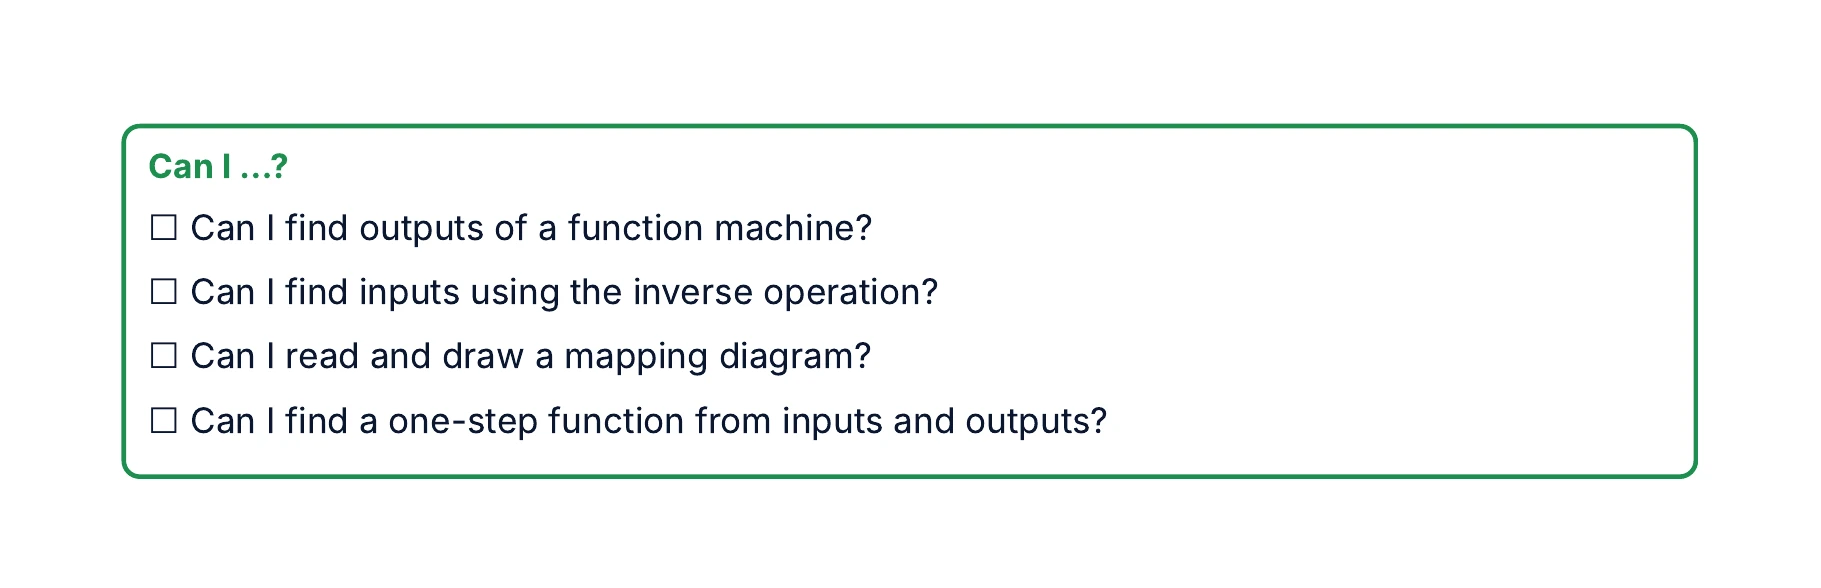 Can I ...?
☐ Can I find outputs of a function machine?
☐ Can I find inputs using the inverse operation?
☐ Can I read and draw a mapping diagram?
☐ Can I find a one-step function from inputs and outputs?